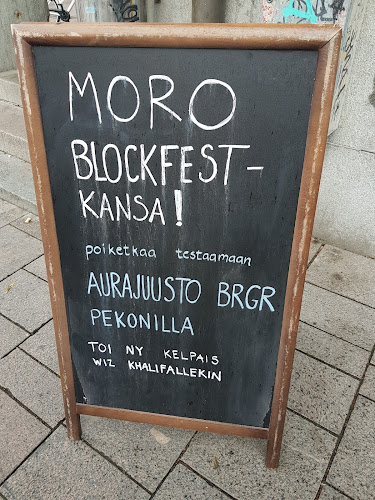 MORO
BLOCKFEST-
KANSA!
poiketkaa testaamaan
AURAJUUSTO BRGR
PEKONILLA
TOI NY KELPAIS
WIZ KHALIFALLEKIN